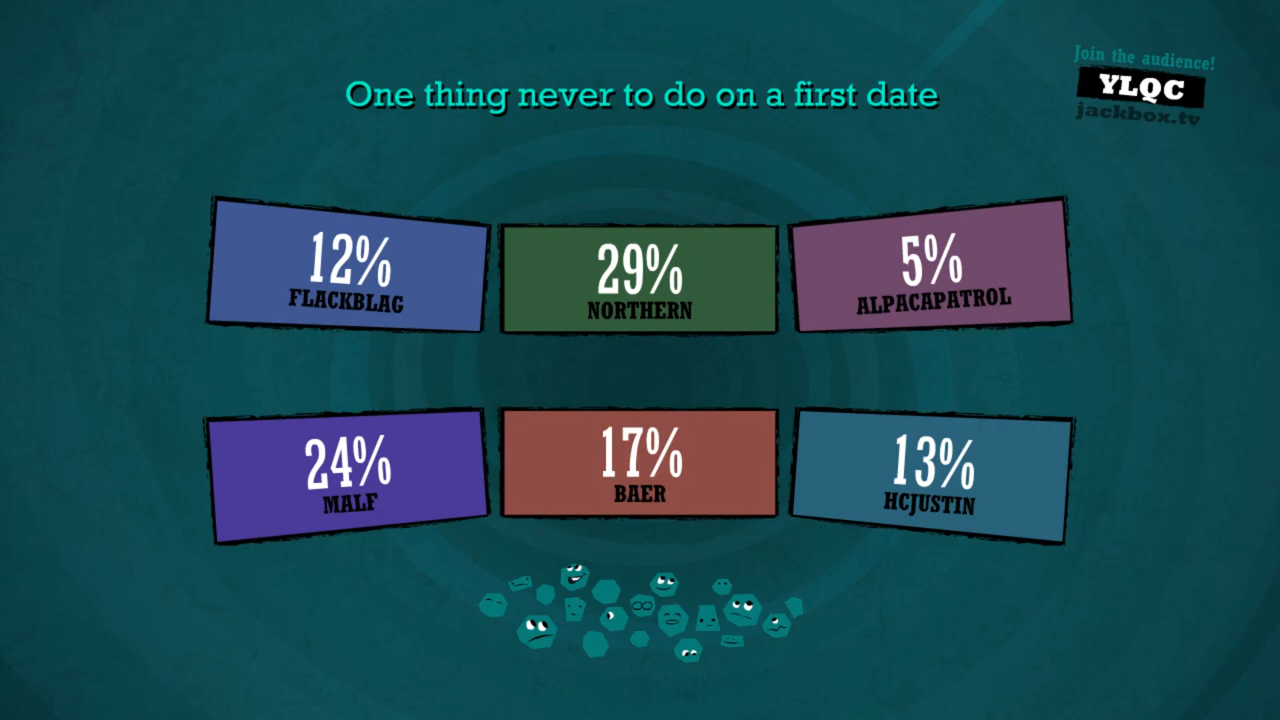 Join the audience!
YLQC
jackbox.tv
One thing never to do on a first date
12%
FLACKBLAG
29%
NORTHERN
5%
ALPACAPATROL
24%
MALF
17%
BAER
13%
HCJUSTIN